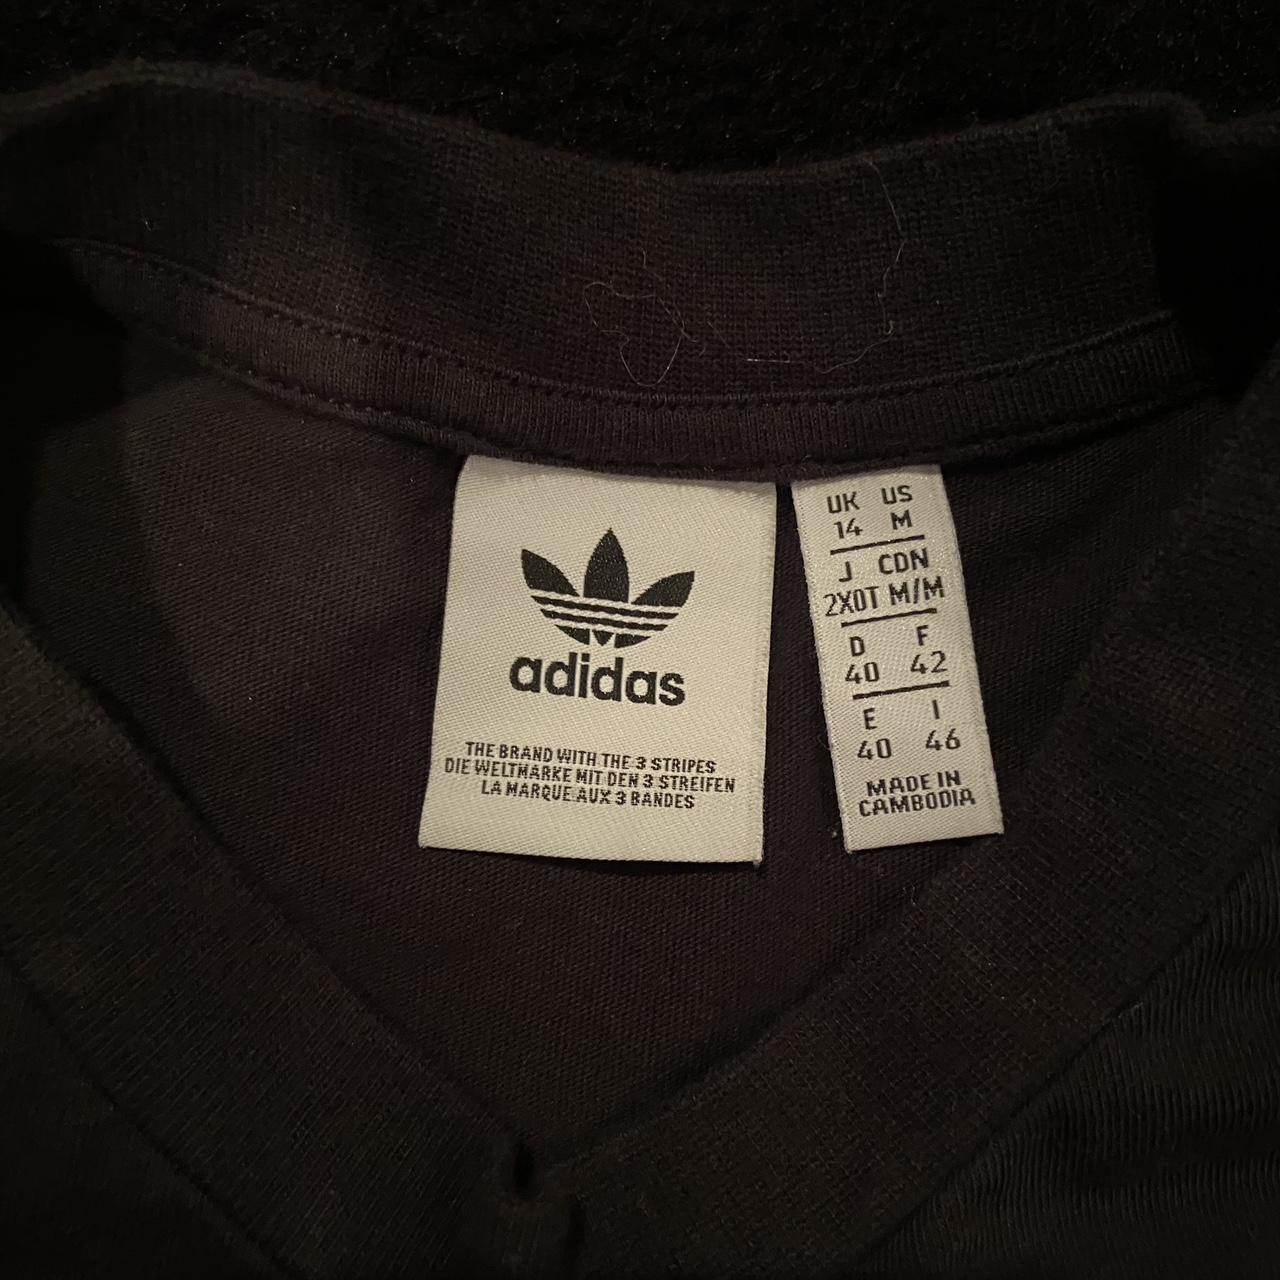 adidas
THE BRAND WITH THE 3 STRIPES
DIE WELTMARKE MIT DEN 3 STREIFEN
LA MARQUE AUX 3 BANDES
UK US
14 M
J CDN
2XOT M/M
D F
40 42
E I
40 46
MADE IN
CAMBODIA